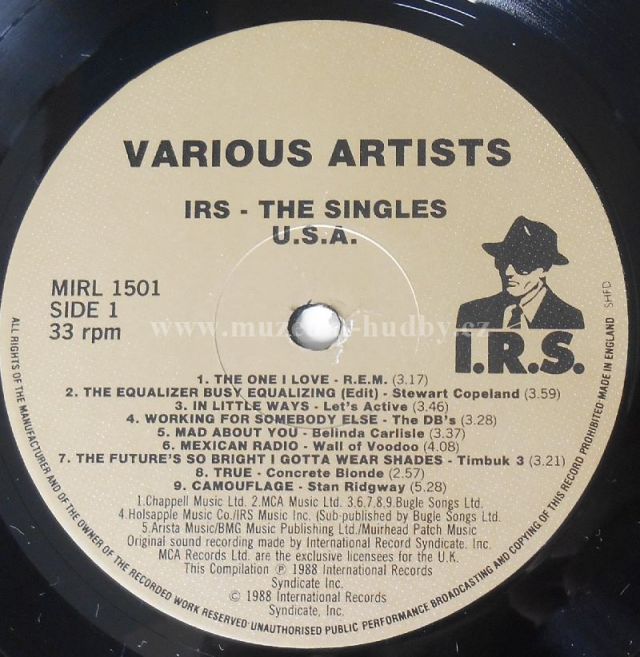 VARIOUS ARTISTS
IRS - THE SINGLES
U.S.A.
MIRL 1501
SIDE 1
33 rpm
I.R.S.
SHFD
1. THE ONE I LOVE - R.E.M. (3.17)
2. THE EQUALIZER BUSY EQUALIZING (Edit) - Stewart Copeland (3.59)
3. IN LITTLE WAYS - Let's Active (3.46)
4. WORKING FOR SOMEBODY ELSE - The DB's (3.28)
5. MAD ABOUT YOU - Belinda Carlisle (3.37)
6. MEXICAN RADIO - Wall of Voodoo (4.08)
7. THE FUTURE'S SO BRIGHT I GOTTA WEAR SHADES - Timbuk 3 (3.21)
8. TRUE - Concrete Blonde (2.57)
9. CAMOUFLAGE - Stan Ridgway (5.28)
1.Chappell Music Ltd. 2.MCA Music Ltd. 3,6,7,8,9.Bugle Songs Ltd.
4.Holsapple Music Co./IRS Music Inc. (Sub-published by Bugle Songs Ltd.
5.Arista Music/BMG Music Publishing Ltd./Muirhead Patch Music
Original sound recording made by International Record Syndicate. Inc.
MCA Records Ltd. are the exclusive licensees for the U.K.
This Compilation ℗ 1988 International Records
Syndicate Inc.
© 1988 International Records
Syndicate, Inc.
ALL RIGHTS OF THE MANUFACTURER AND OF THE OWNER OF THE RECORDED WORK RESERVED·UNAUTHORISED PUBLIC PERFORMANCE BROADCASTING AND COPYING OF THIS RECORD PROHIBITED·MADE IN ENGLAND